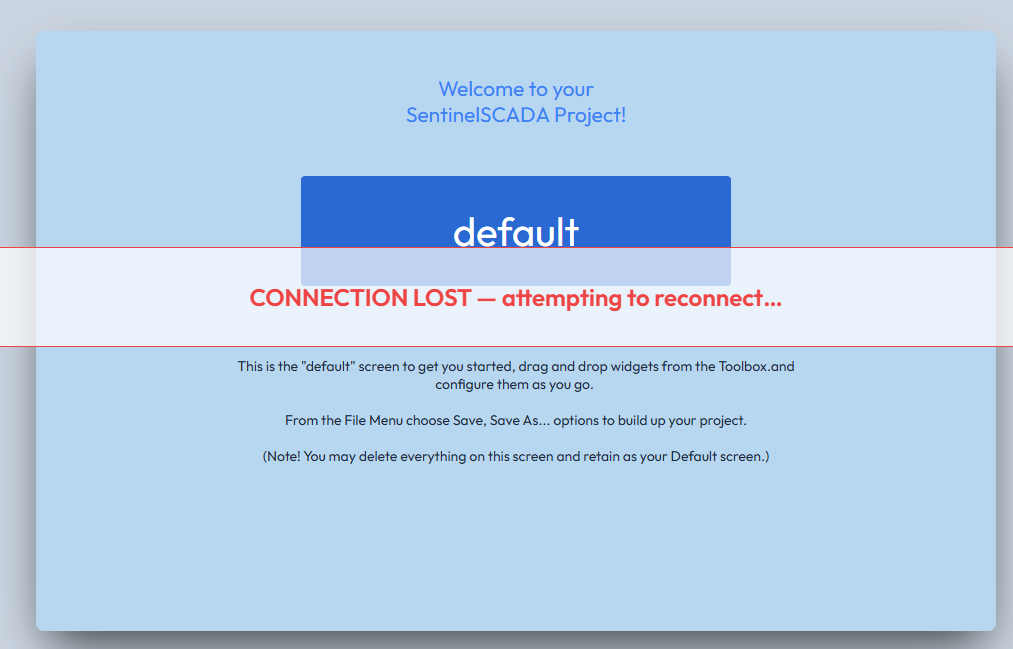 Welcome to your
SentinelSCADA Project!
default
CONNECTION LOST — attempting to reconnect...
This is the "default" screen to get you started, drag and drop widgets from the Toolbox.and
configure them as you go.
From the File Menu choose Save, Save As... options to build up your project.
(Note! You may delete everything on this screen and retain as your Default screen.)